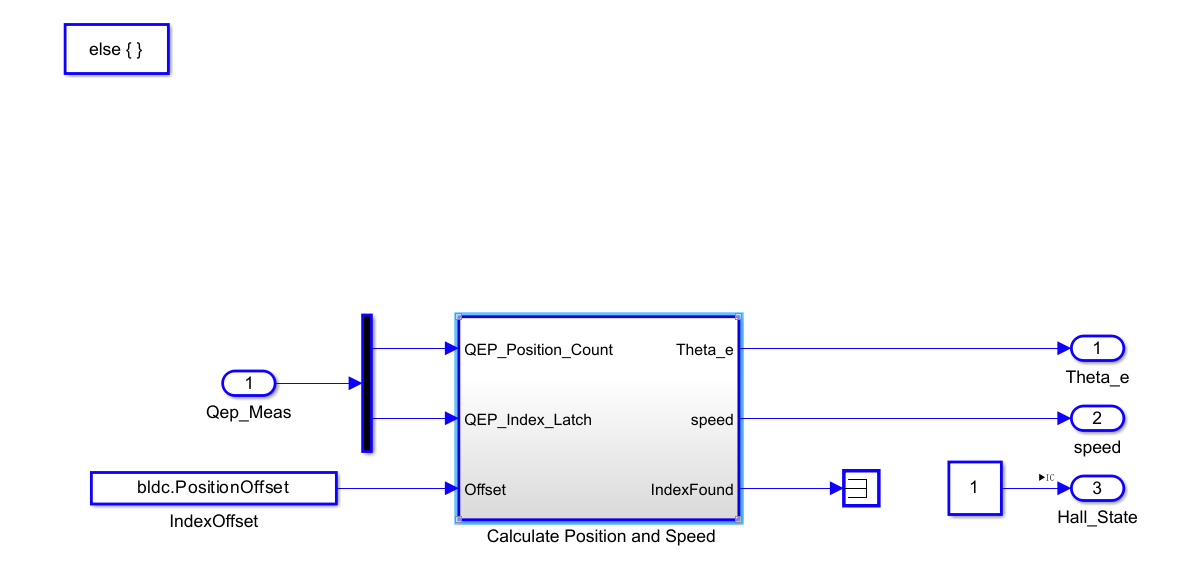 else { }
QEP_Position_Count
Theta_e
1
Theta_e
1
Qep_Meas
QEP_Index_Latch
speed
2
speed
bldc.PositionOffset
IndexOffset
Offset
IndexFound
1
IC
3
Hall_State
Calculate Position and Speed